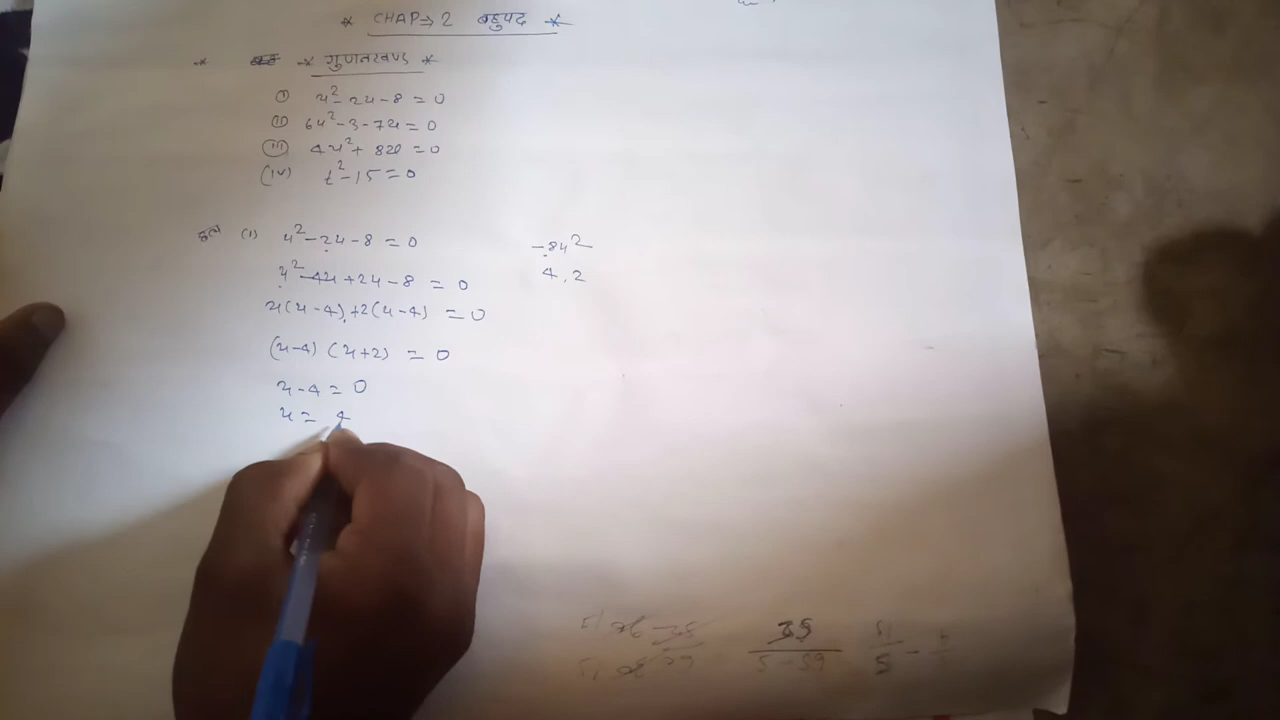 * CHAP⇒2 बहुपद *
* * गुणनखण्ड *
(i) x² - 2x - 8 = 0
(ii) 6x² - 3 - 7x = 0
(iii) 4x² + 8x = 0
(iv) t² - 15 = 0
हल (i) x² - 2x - 8 = 0 -8x²
x² - 4x + 2x - 8 = 0 4, 2
x(x - 4) + 2(x - 4) = 0
(x - 4) (x + 2) = 0
x - 4 = 0
x = 4